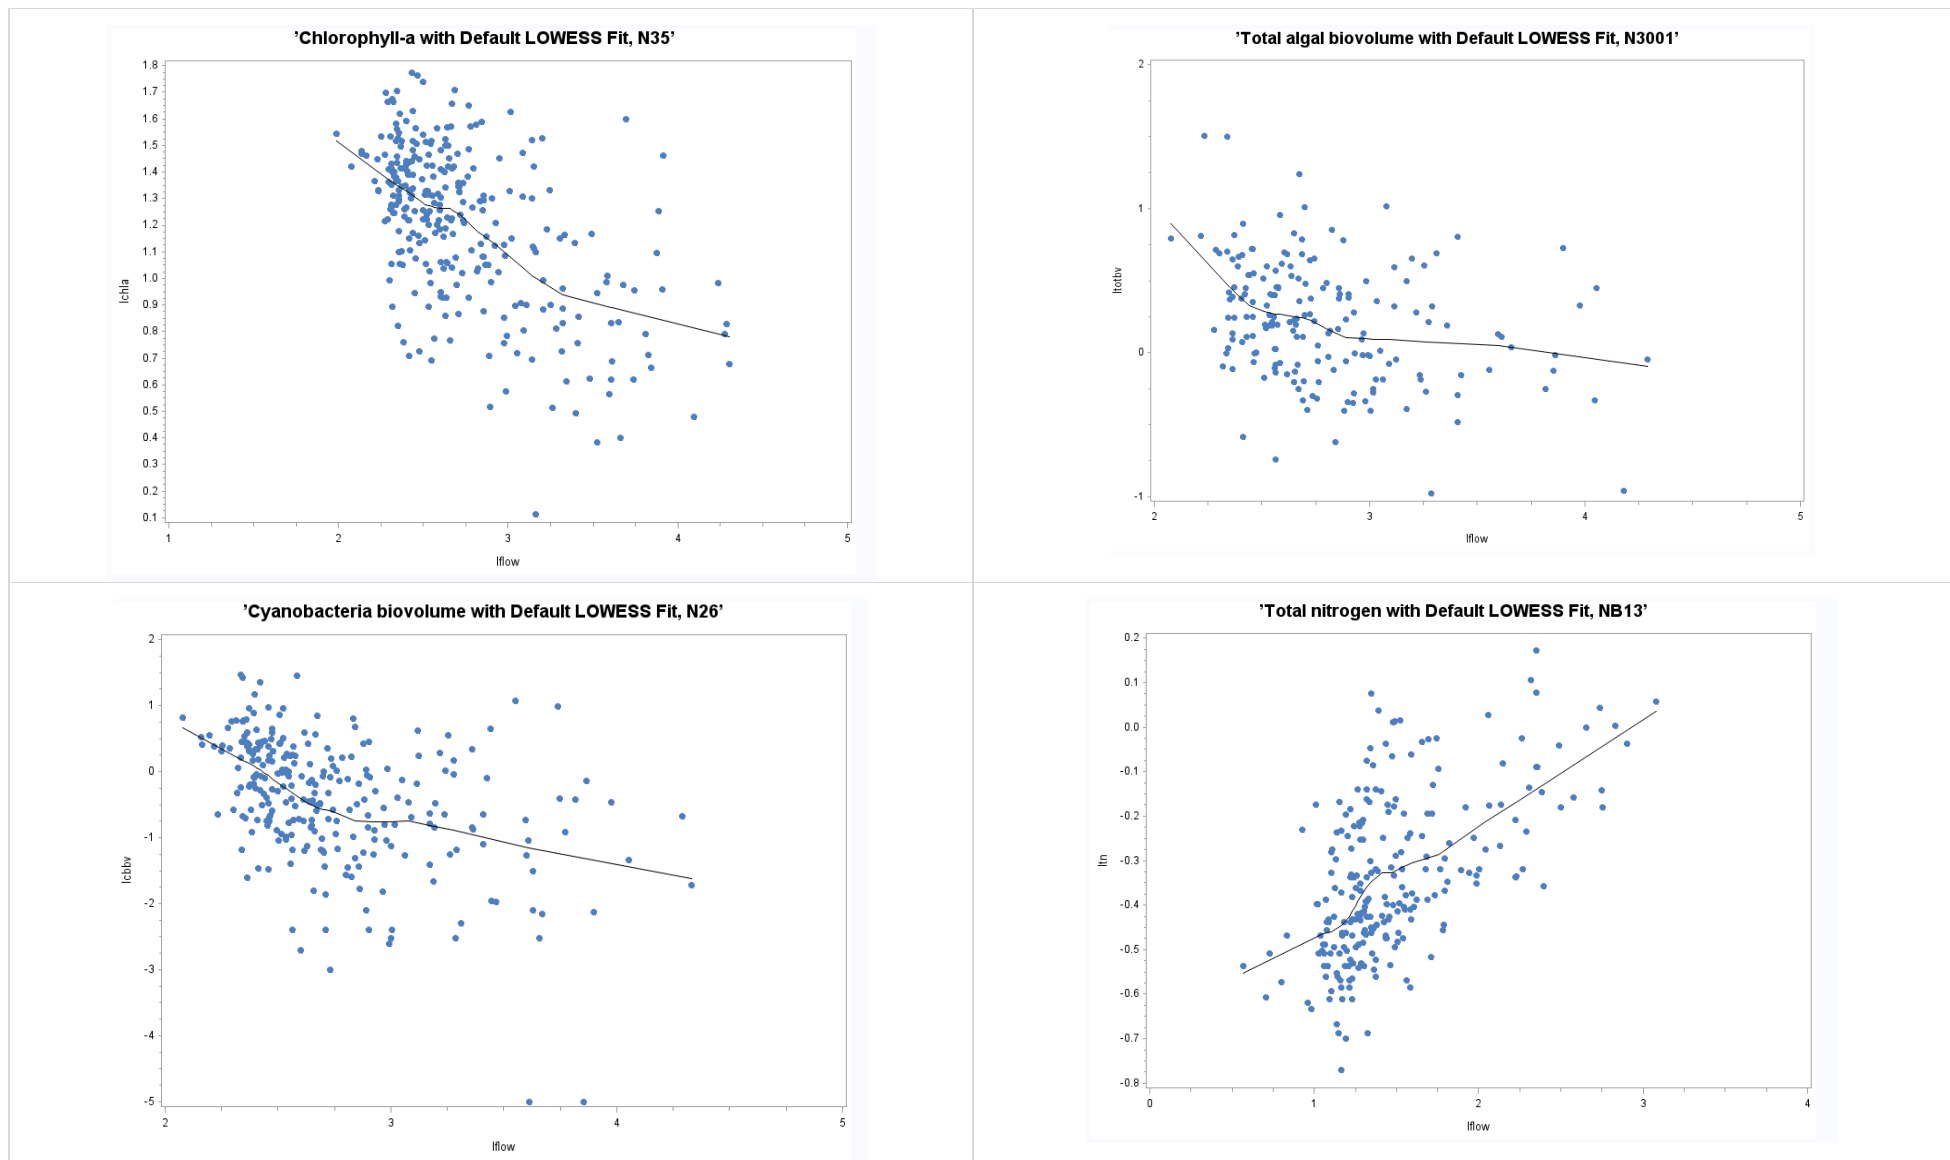 ’Chlorophyll-a with Default LOWESS Fit, N35’
1.8
1.7
1.6
1.5
1.4
1.3
1.2
1.1
1.0
0.9
0.8
0.7
0.6
0.5
0.4
0.3
0.2
0.1
lchla
1 2 3 4 5
lflow
’Total algal biovolume with Default LOWESS Fit, N3001’
2
1
0
-1
ltotbv
2 3 4 5
lflow
’Cyanobacteria biovolume with Default LOWESS Fit, N26’
2
1
0
-1
-2
-3
-4
-5
lcbbv
2 3 4 5
lflow
’Total nitrogen with Default LOWESS Fit, NB13’
0.2
0.1
0.0
-0.1
-0.2
-0.3
-0.4
-0.5
-0.6
-0.7
-0.8
ltn
0 1 2 3 4
lflow